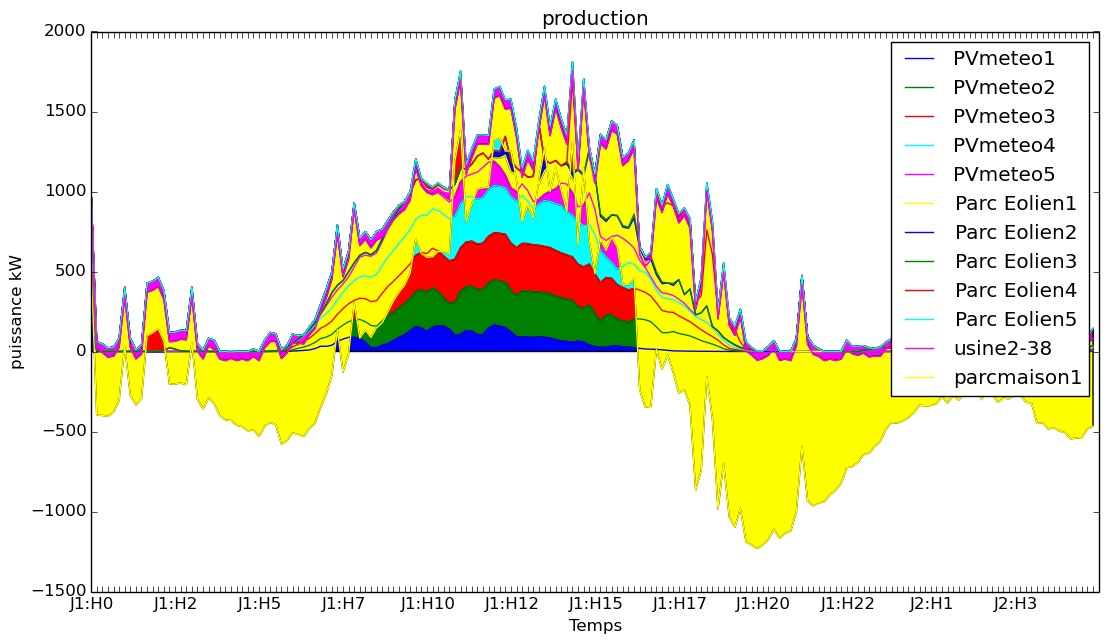 production
2000
1500
1000
500
0
−500
−1000
−1500
puissance kW
J1:H0 J1:H2 J1:H5 J1:H7 J1:H10 J1:H12 J1:H15 J1:H17 J1:H20 J1:H22 J2:H1 J2:H3
Temps
PVmeteo1
PVmeteo2
PVmeteo3
PVmeteo4
PVmeteo5
Parc Eolien1
Parc Eolien2
Parc Eolien3
Parc Eolien4
Parc Eolien5
usine2-38
parcmaison1